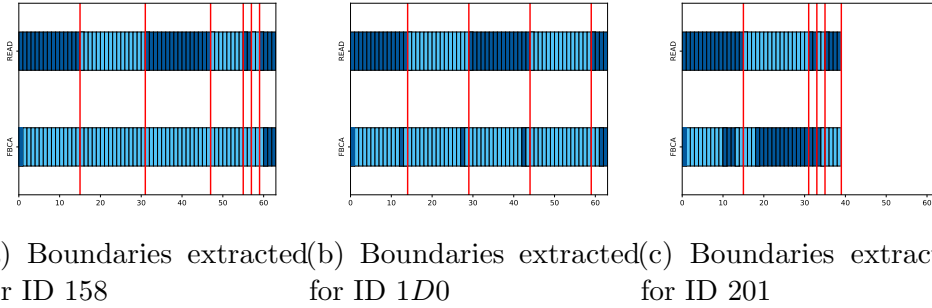 READ
FBCA
0 10 20 30 40 50 60
READ
FBCA
0 10 20 30 40 50 60
READ
FBCA
0 10 20 30 40 50 60
) Boundaries extracted
r ID 158
(b) Boundaries extracted
for ID 1D0
(c) Boundaries extrac
for ID 201